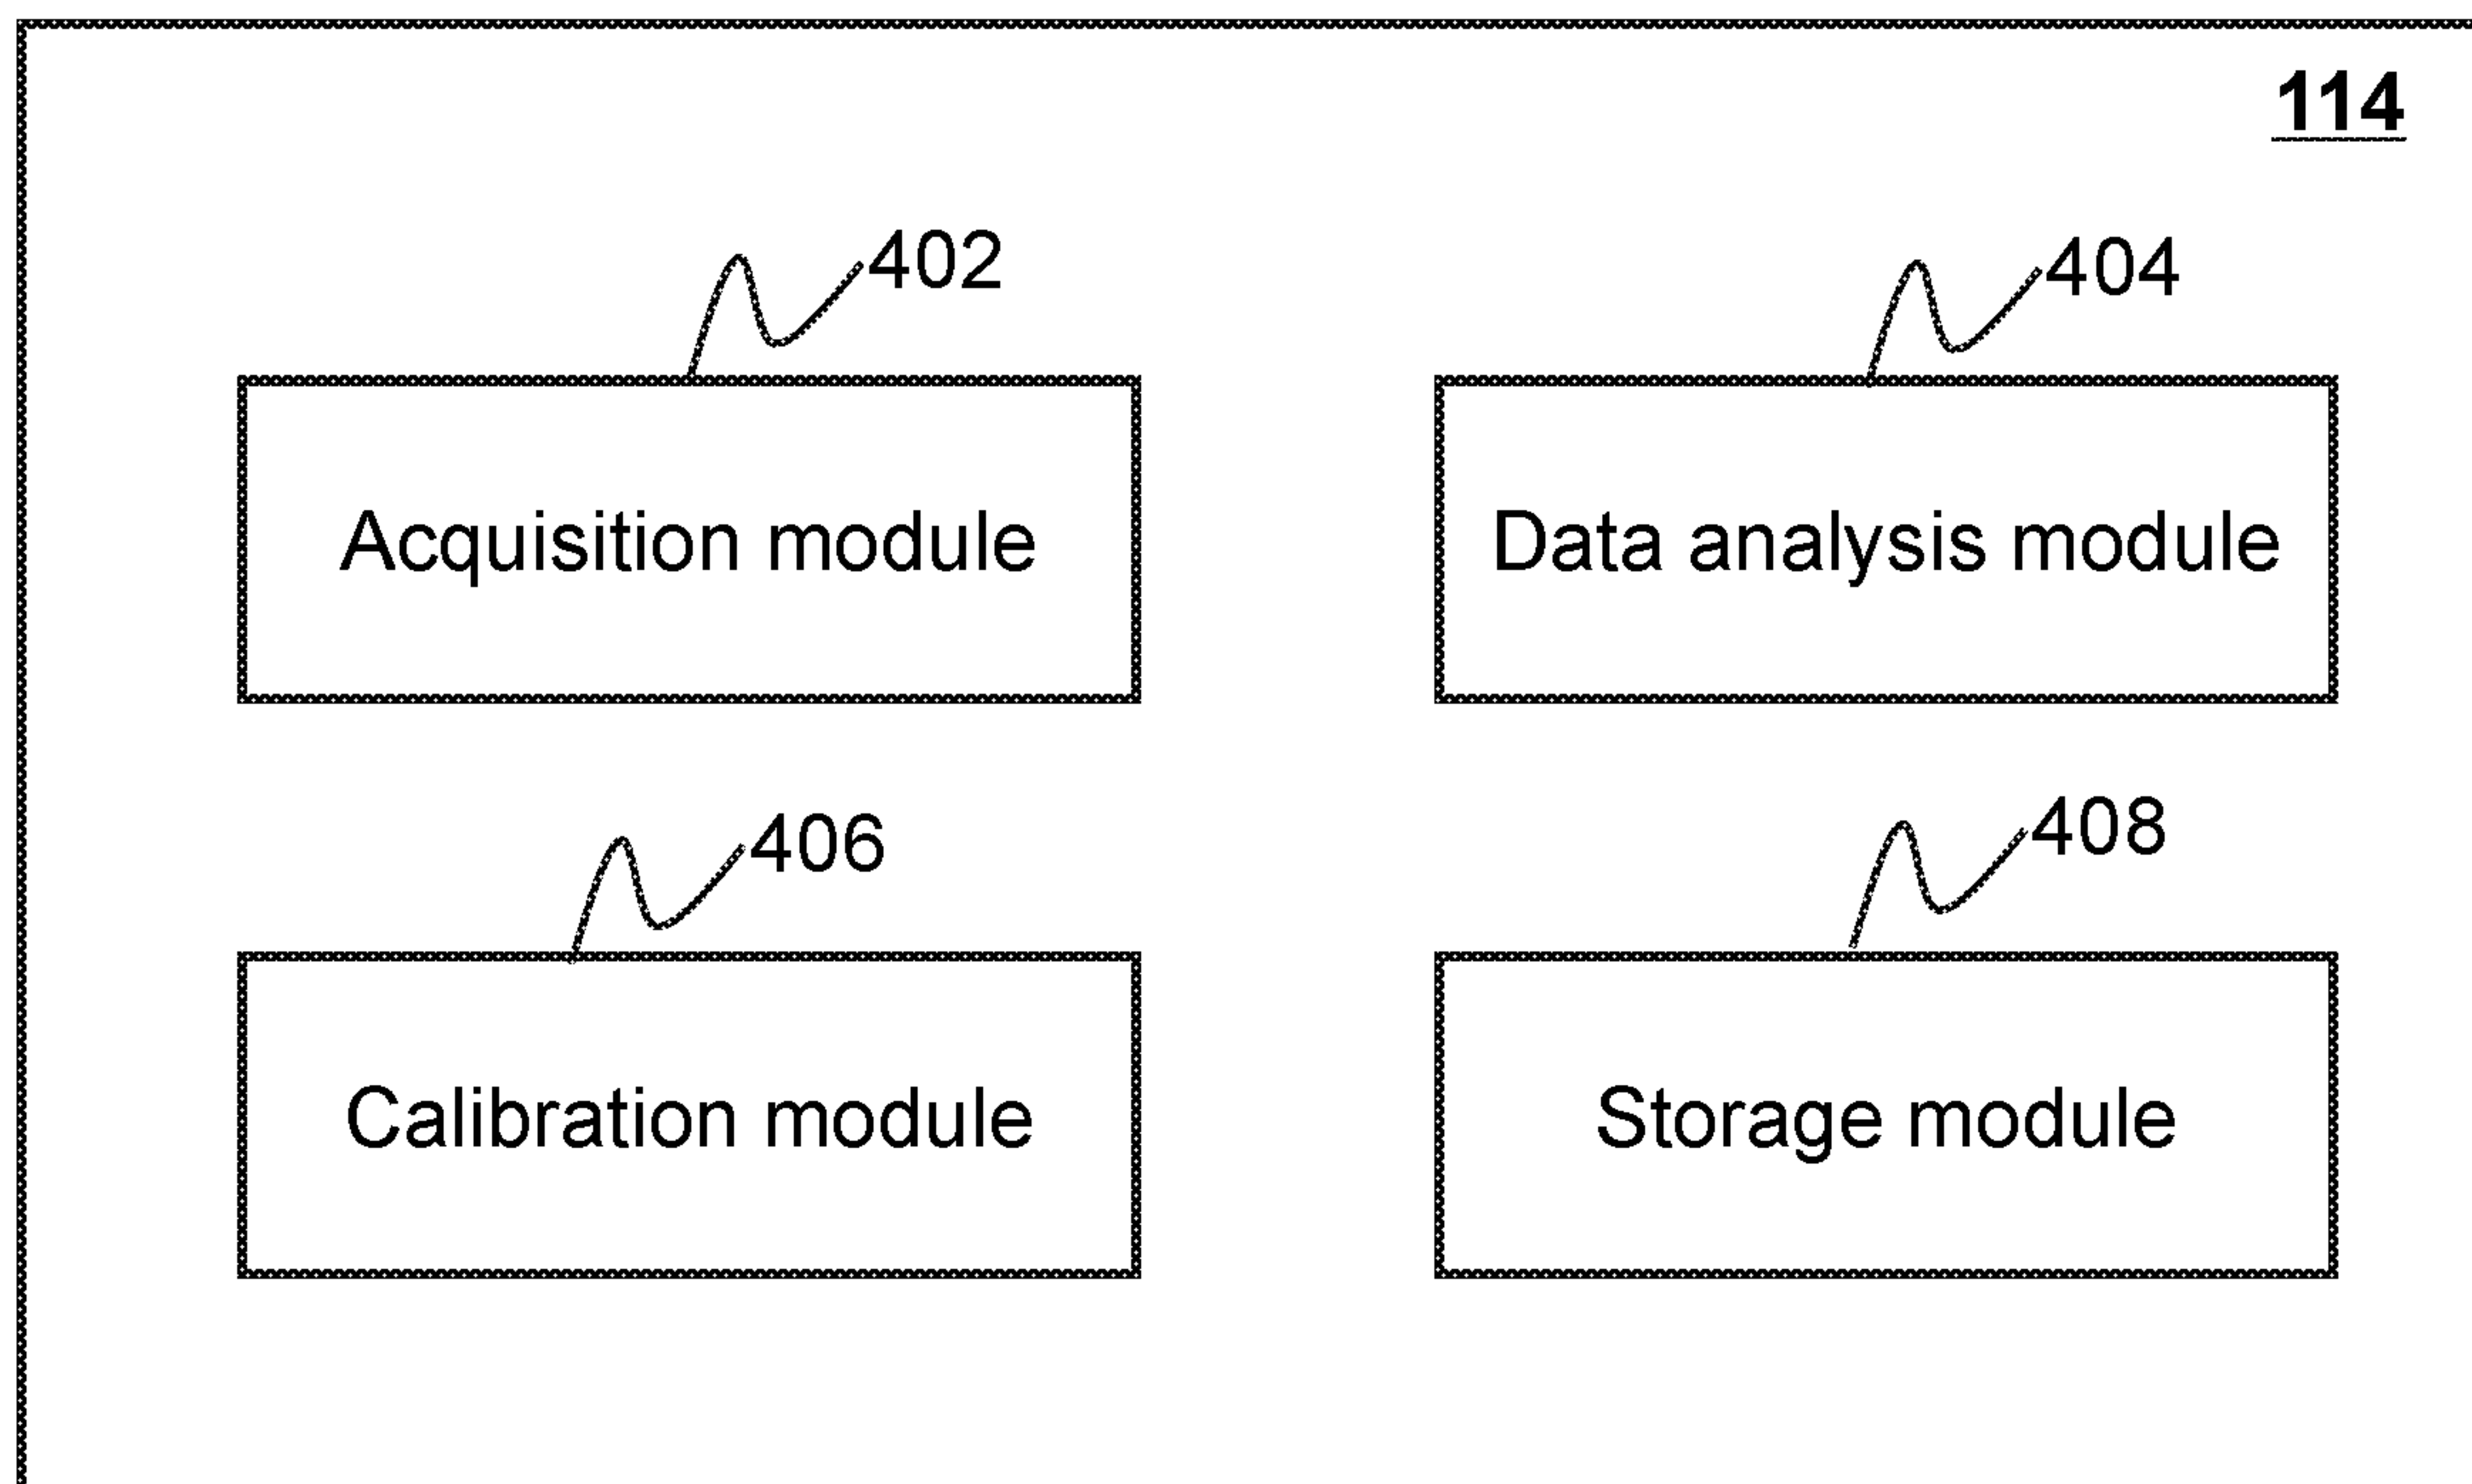 114
402
404
Acquisition module
Data analysis module
406
408
Calibration module
Storage module